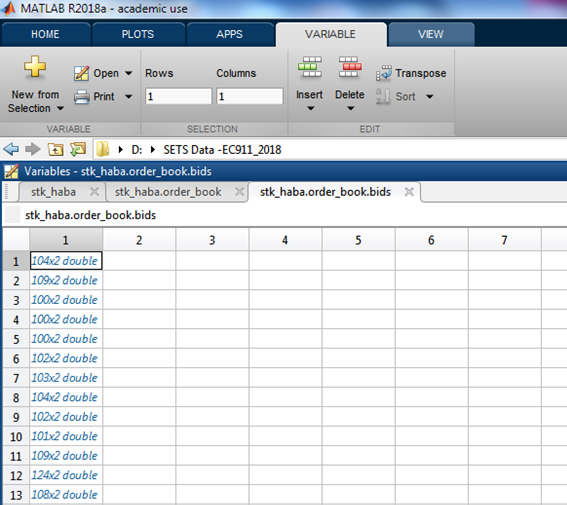 MATLAB R2018a - academic use
HOME PLOTS APPS VARIABLE VIEW
New from Selection
Open
Print
Rows Columns
1 1
Insert Delete
Transpose
Sort
VARIABLE SELECTION EDIT
D: SETS Data -EC911_2018
Variables - stk_haba.order_book.bids
stk_haba stk_haba.order_book stk_haba.order_book.bids
stk_haba.order_book.bids
1 2 3 4 5 6 7
1 104x2 double
2 109x2 double
3 100x2 double
4 100x2 double
5 100x2 double
6 102x2 double
7 103x2 double
8 104x2 double
9 102x2 double
10 101x2 double
11 109x2 double
12 124x2 double
13 108x2 double